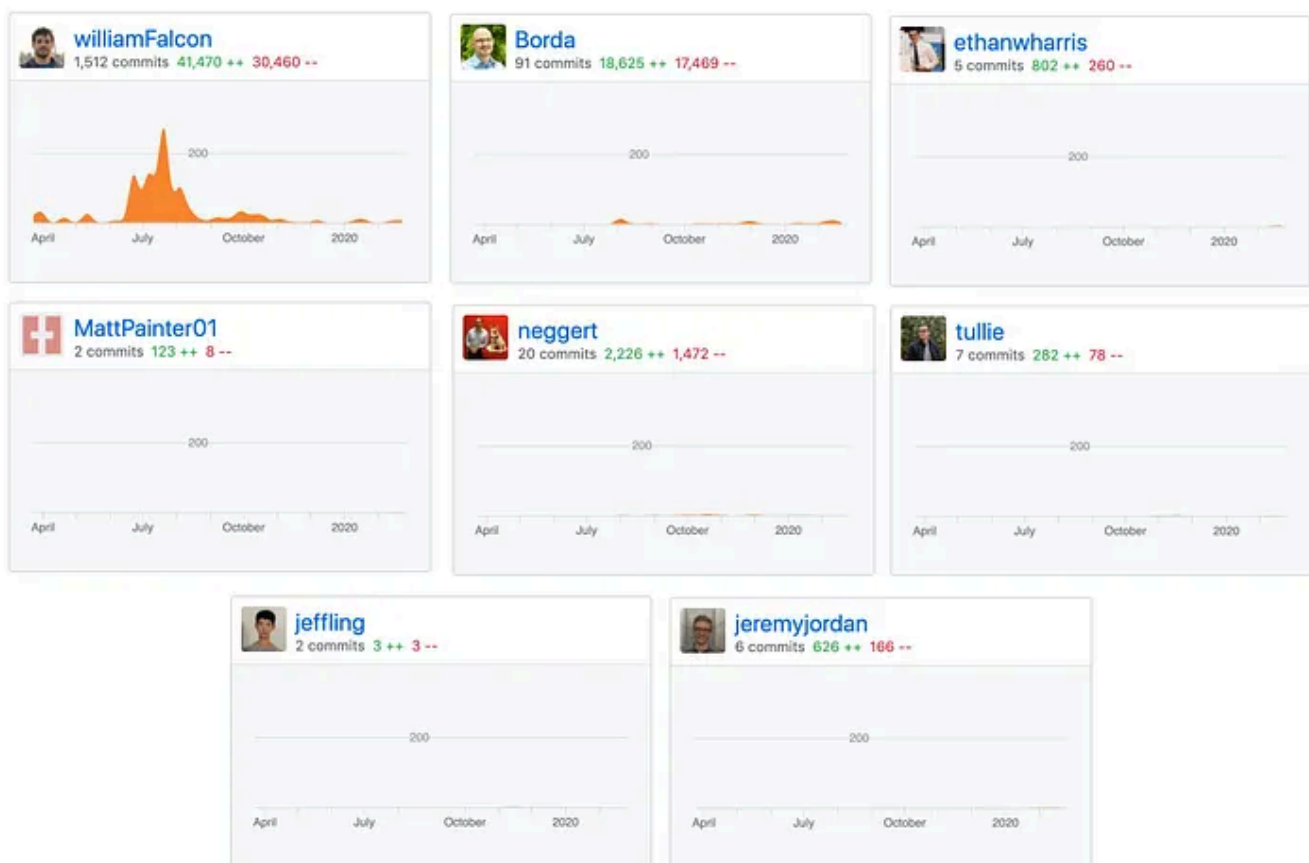 williamFalcon
1,512 commits 41,470 ++ 30,460 --
200
April July October 2020
Borda
91 commits 18,625 ++ 17,469 --
200
April July October 2020
ethanwharris
5 commits 802 ++ 260 --
200
April July October 2020
MattPainter01
2 commits 123 ++ 8 --
200
April July October 2020
neggert
20 commits 2,226 ++ 1,472 --
200
April July October 2020
tullie
7 commits 282 ++ 78 --
200
April July October 2020
jeffling
2 commits 3 ++ 3 --
200
April July October 2020
jeremyjordan
6 commits 626 ++ 166 --
200
April July October 2020